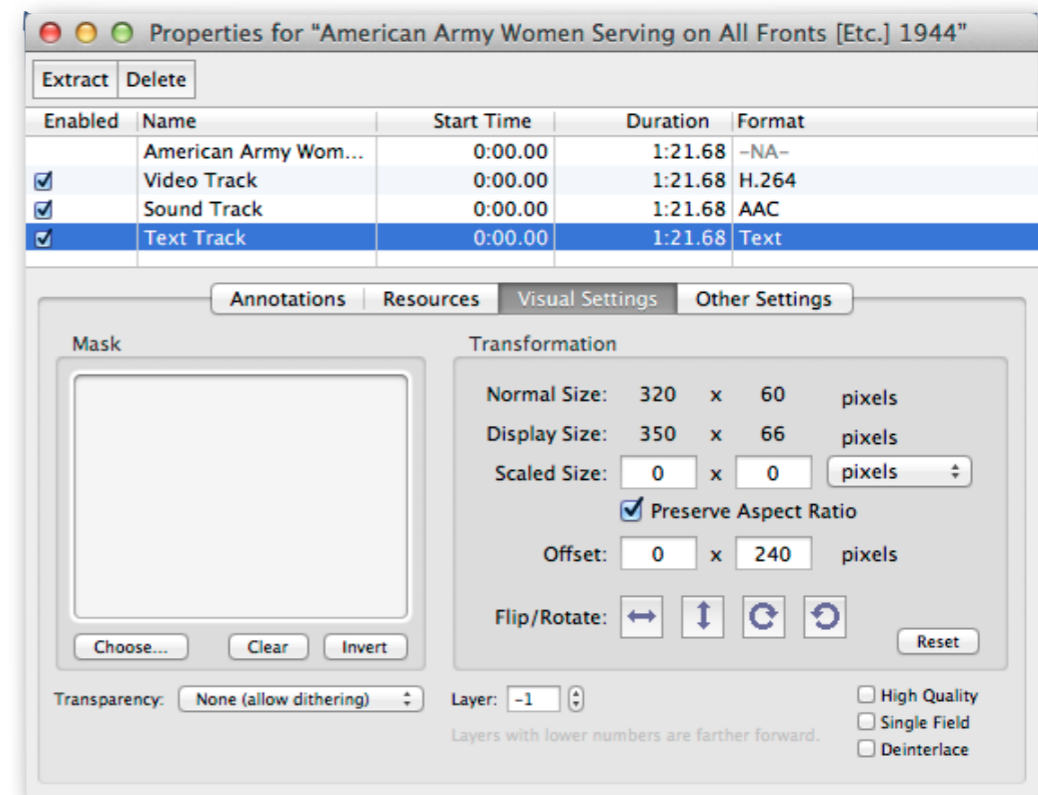 Properties for “American Army Women Serving on All Fronts [Etc.] 1944”
Extract Delete
Enabled Name Start Time Duration Format
American Army Wom... 0:00.00 1:21.68 -NA-
Video Track 0:00.00 1:21.68 H.264
Sound Track 0:00.00 1:21.68 AAC
Text Track 0:00.00 1:21.68 Text
Annotations Resources Visual Settings Other Settings
Mask
Choose... Clear Invert
Transformation
Normal Size: 320 x 60 pixels
Display Size: 350 x 66 pixels
Scaled Size: 0 x 0 pixels
Preserve Aspect Ratio
Offset: 0 x 240 pixels
Flip/Rotate:
Reset
Transparency: None (allow dithering) Layer: -1
Layers with lower numbers are farther forward.
High Quality
Single Field
Deinterlace